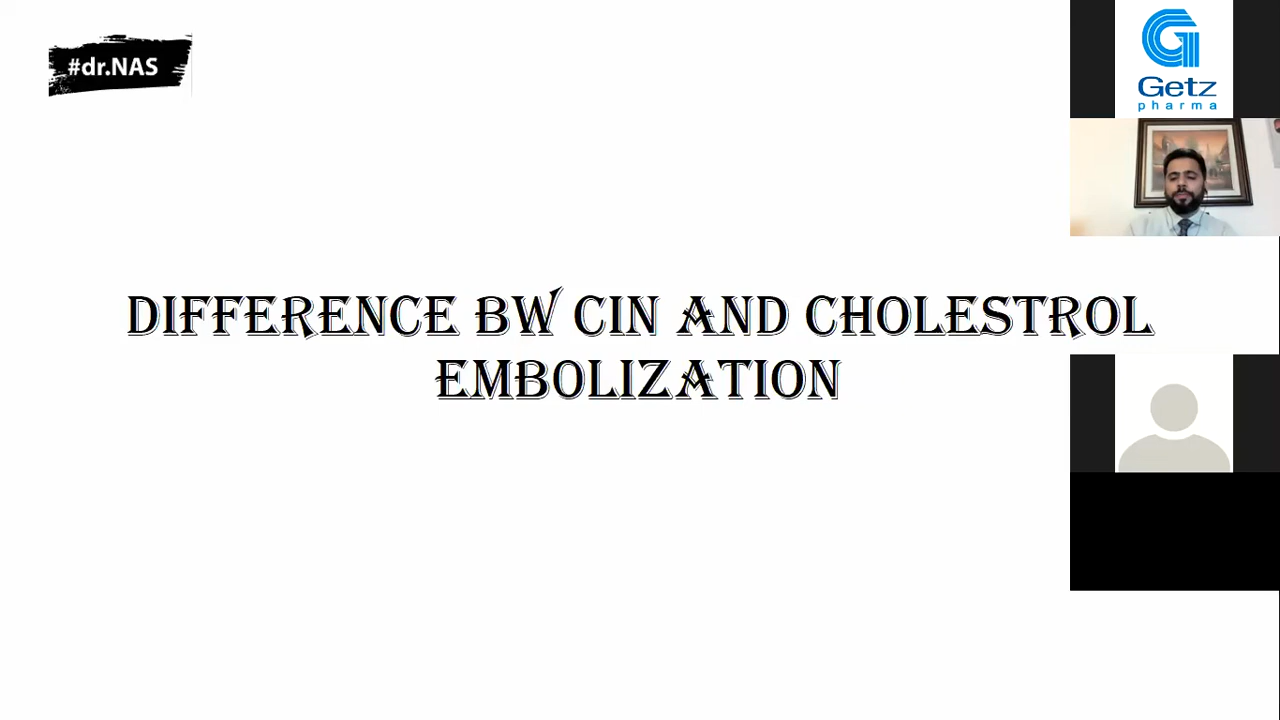 #dr.NAS
Getz
pharma
DIFFERENCE BW CIN AND CHOLESTROL
EMBOLIZATION